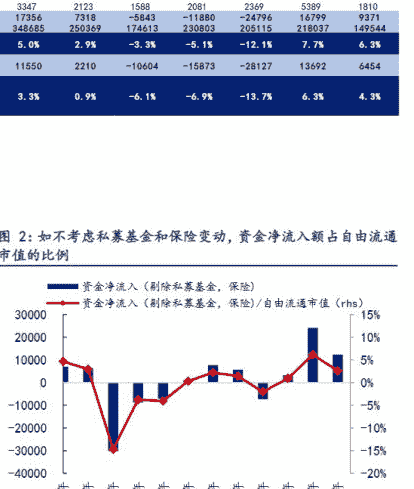 3347 2123 1588 2081 2369 5389 1810
17356 7318 -5843 -11880 -24796 16799 9371
348685 250369 174613 230803 205115 218037 149544
5.0% 2.9% -3.3% -5.1% -12.1% 7.7% 6.3%
11550 2210 -10604 -15873 -28127 13692 6454
3.3% 0.9% -6.1% -6.9% -13.7% 6.3% 4.3%
图 2:如不考虑私募基金和保险变动,资金净流入额占自由流通
市值的比例
资金净流入(剔除私募基金,保险)
资金净流入(剔除私募基金,保险)/自由流通市值(rhs)
30000 15%
20000 10%
10000 5%
0 0%
-10000 -5%
-20000 -10%
-30000 -15%
-40000 -20%